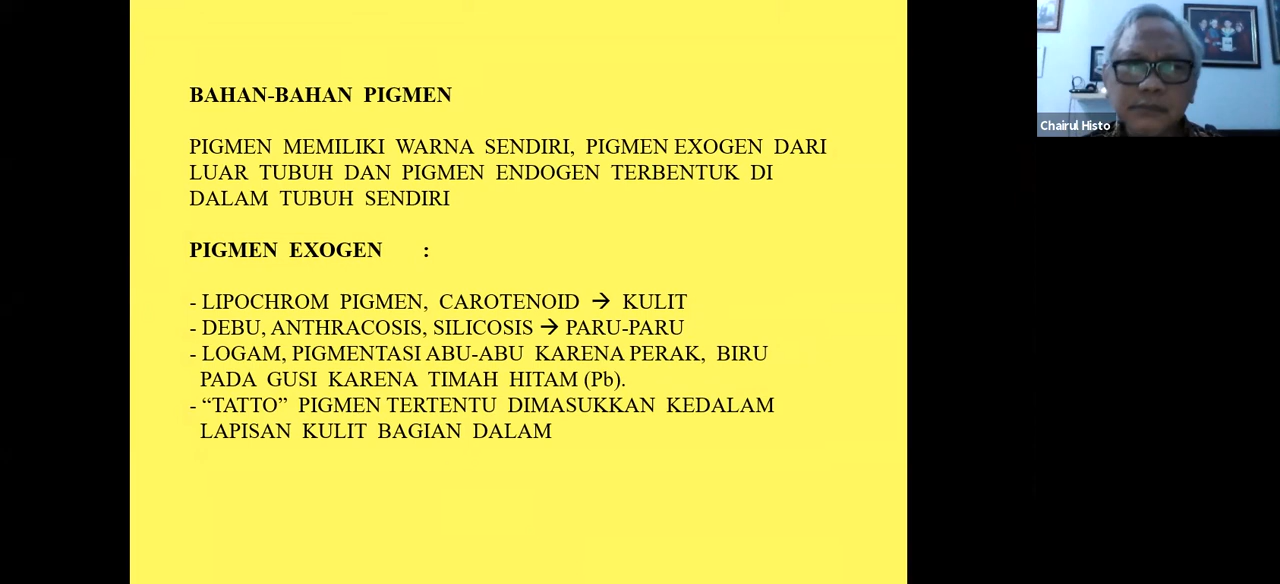 BAHAN-BAHAN PIGMEN
PIGMEN MEMILIKI WARNA SENDIRI, PIGMEN EXOGEN DARI
LUAR TUBUH DAN PIGMEN ENDOGEN TERBENTUK DI
DALAM TUBUH SENDIRI
PIGMEN EXOGEN :
- LIPOCHROM PIGMEN, CAROTENOID → KULIT
- DEBU, ANTHRACOSIS, SILICOSIS → PARU-PARU
- LOGAM, PIGMENTASI ABU-ABU KARENA PERAK, BIRU
PADA GUSI KARENA TIMAH HITAM (Pb).
- “TATTO” PIGMEN TERTENTU DIMASUKKAN KEDALAM
LAPISAN KULIT BAGIAN DALAM
Chairul Histo